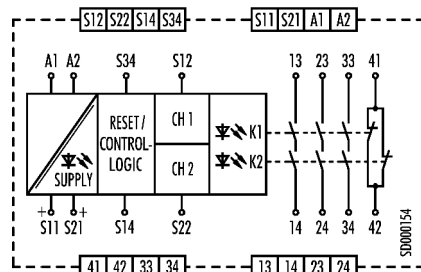 S12 S22 S14 S34 S11 S21 A1 A2
A1 A2 S34 S12 13 23 33 41
RESET/ CONTROL- LOGIC
CH 1
CH 2
K1
K2
SUPPLY
+ +
S11 S21 S14 S22 14 24 34 42
SD000154
41 42 33 34 13 14 23 24